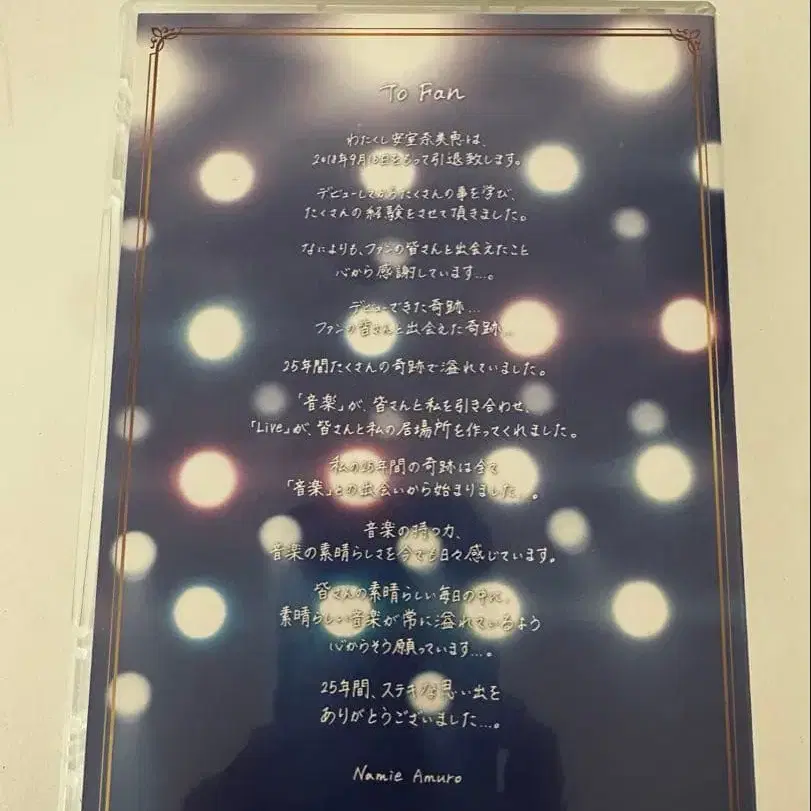 To Fan
わたくし安室奈美恵は、
2018年9月16日をもって引退致します。
デビューしてからたくさんの事を学び、
たくさんの経験をさせて頂きました。
なによりも、ファンの皆さんと出会えたこと
心から感謝しています...。
デビューできた奇跡...
ファンの皆さんと出会えた奇跡...
25年間たくさんの奇跡で溢れていました。
「音楽」が、皆さんと私を引き合わせ、
「Live」が、皆さんと私の居場所を作ってくれました。
私の25年間の奇跡は全て
「音楽」との出会いから始まりました...。
音楽の持つ力、
音楽の素晴らしさを今でも日々感じています。
皆さんの素晴らしい毎日の中に、
素晴らしい音楽が常に溢れているよう
心からそう願っています...。
25年間、ステキな思い出を
ありがとうございました...。
Namie Amuro